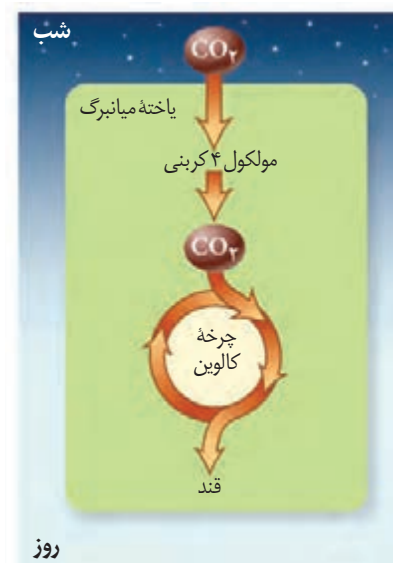 شب
CO۲
یاختهٔ میانبرگ
مولکول ۴ کربنی
CO۲
چرخهٔ
کالوین
قند
روز